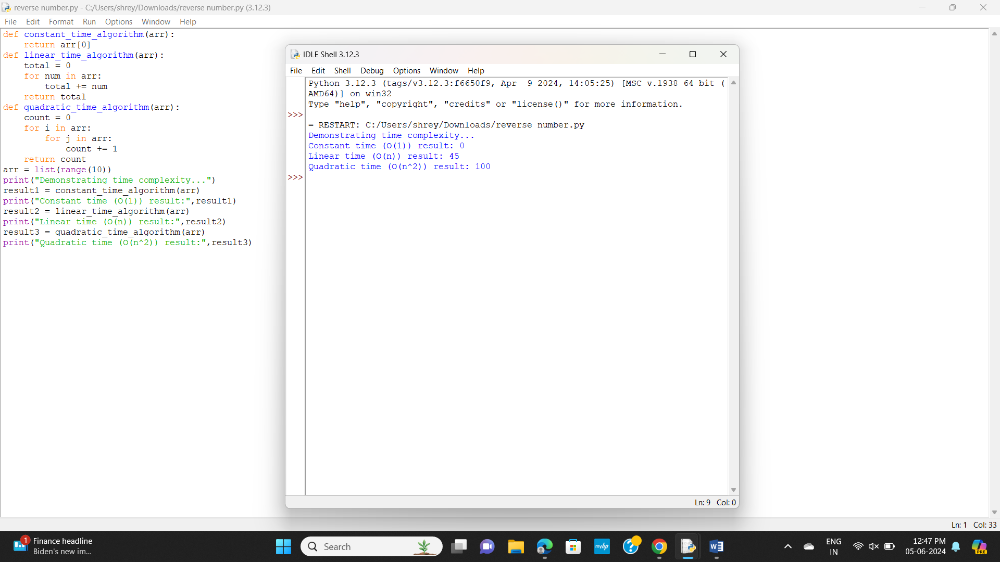 reverse number.py - C:/Users/shrey/Downloads/reverse number.py (3.12.3)
File Edit Format Run Options Window Help
def constant_time_algorithm(arr):
    return arr[0]
def linear_time_algorithm(arr):
    total = 0
    for num in arr:
        total += num
    return total
def quadratic_time_algorithm(arr):
    count = 0
    for i in arr:
        for j in arr:
            count += 1
    return count
arr = list(range(10))
print("Demonstrating time complexity...")
result1 = constant_time_algorithm(arr)
print("Constant time (O(1)) result:",result1)
result2 = linear_time_algorithm(arr)
print("Linear time (O(n)) result:",result2)
result3 = quadratic_time_algorithm(arr)
print("Quadratic time (O(n^2)) result:",result3)
IDLE Shell 3.12.3
File Edit Shell Debug Options Window Help
Python 3.12.3 (tags/v3.12.3:f6650f9, Apr  9 2024, 14:05:25) [MSC v.1938 64 bit (
AMD64)] on win32
Type "help", "copyright", "credits" or "license()" for more information.
>>>
= RESTART: C:/Users/shrey/Downloads/reverse number.py
Demonstrating time complexity...
Constant time (O(1)) result: 0
Linear time (O(n)) result: 45
Quadratic time (O(n^2)) result: 100
>>>
Ln: 9 Col: 0
Ln: 1 Col: 33
1
Finance headline
Biden's new im...
Search
myhp
W
ENG
IN
12:47 PM
05-06-2024
PRE